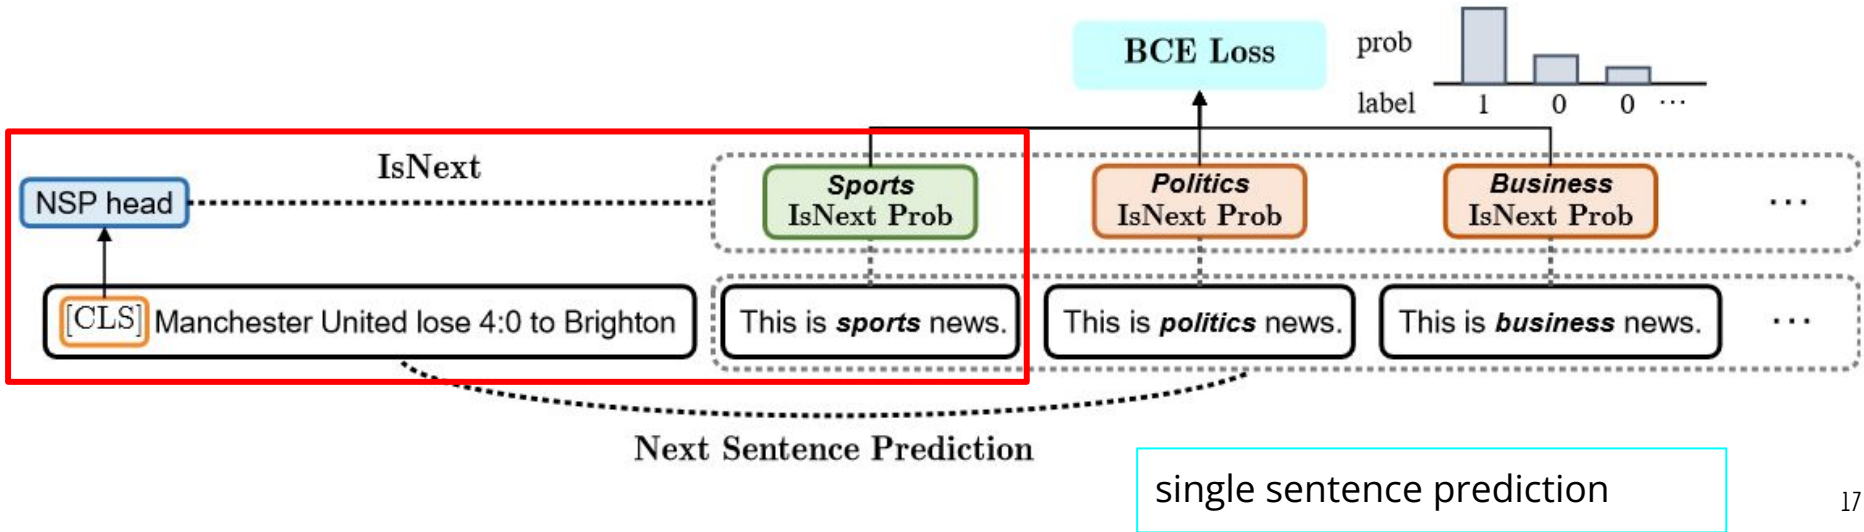 BCE Loss
prob
label 1 0 0 ...
IsNext
NSP head
Sports
IsNext Prob
Politics
IsNext Prob
Business
IsNext Prob
...
[CLS] Manchester United lose 4:0 to Brighton
This is sports news.
This is politics news.
This is business news.
...
Next Sentence Prediction
single sentence prediction
17